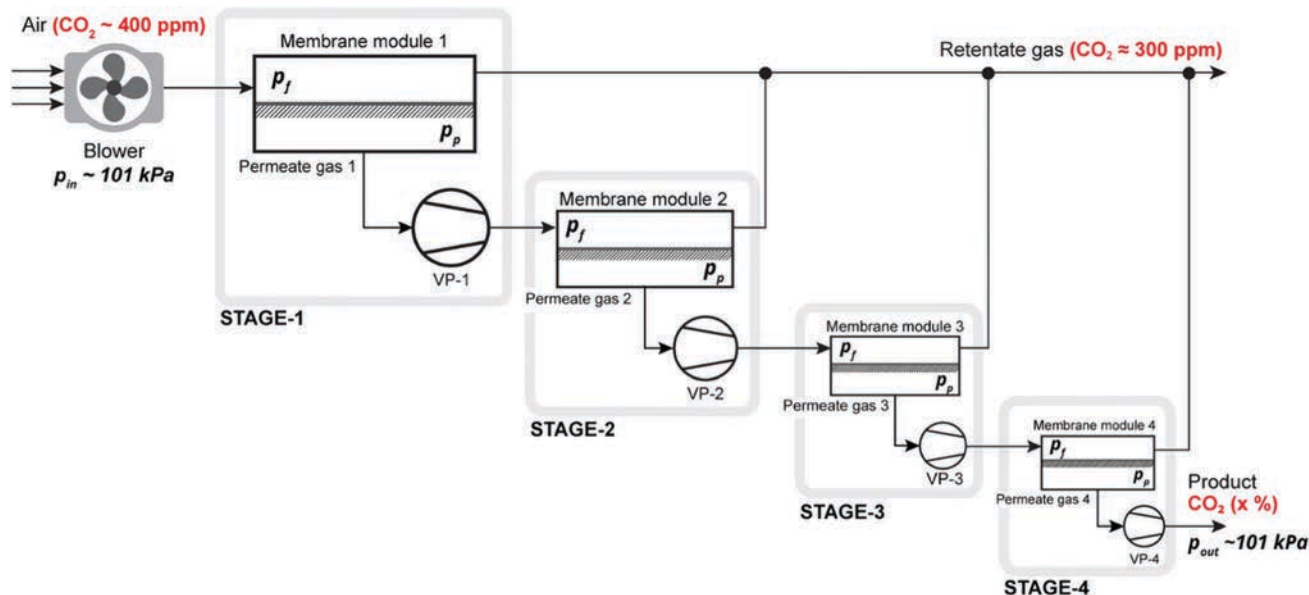 Air (CO₂ ~ 400 ppm)
Blower
p_in ~ 101 kPa
Membrane module 1
p_f
p_p
Permeate gas 1
VP-1
STAGE-1
Retentate gas (CO₂ ≈ 300 ppm)
Membrane module 2
p_f
p_p
Permeate gas 2
VP-2
STAGE-2
Membrane module 3
p_f
p_p
Permeate gas 3
VP-3
STAGE-3
Membrane module 4
p_f
p_p
Permeate gas 4
VP-4
STAGE-4
Product
CO₂ (x %)
p_out ~101 kPa